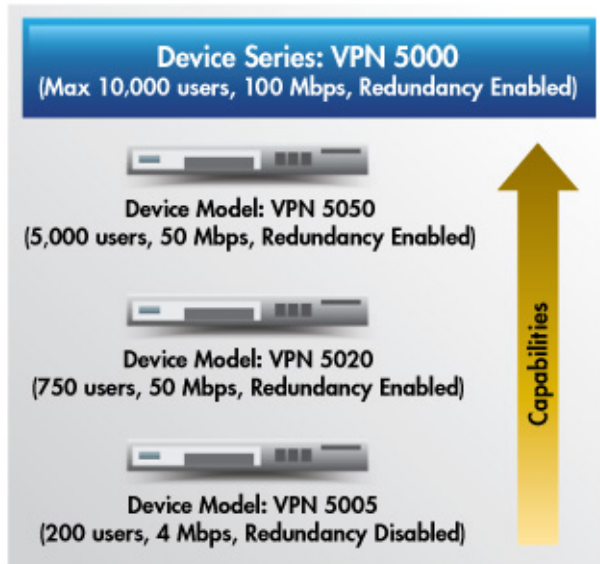 Device Series: VPN 5000
(Max 10,000 users, 100 Mbps, Redundancy Enabled)
Device Model: VPN 5050
(5,000 users, 50 Mbps, Redundancy Enabled)
Device Model: VPN 5020
(750 users, 50 Mbps, Redundancy Enabled)
Device Model: VPN 5005
(200 users, 4 Mbps, Redundancy Disabled)
Capabilities